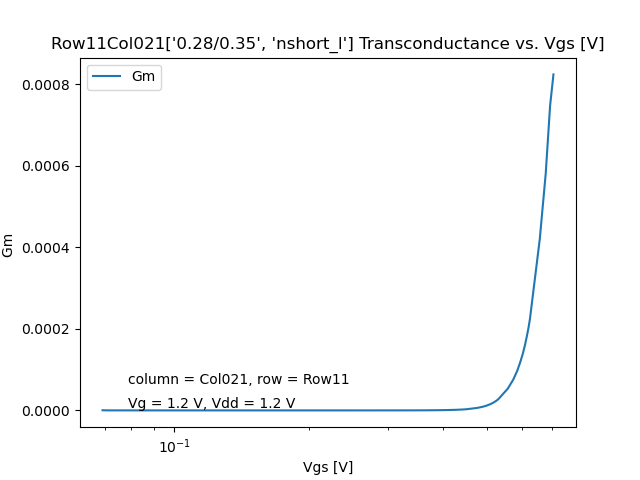 Row11Col021['0.28/0.35', 'nshort_l'] Transconductance vs. Vgs [V]
Gm
0.0008
0.0006
0.0004
0.0002
0.0000
Gm
column = Col021, row = Row11
Vg = 1.2 V, Vdd = 1.2 V
10⁻¹
Vgs [V]